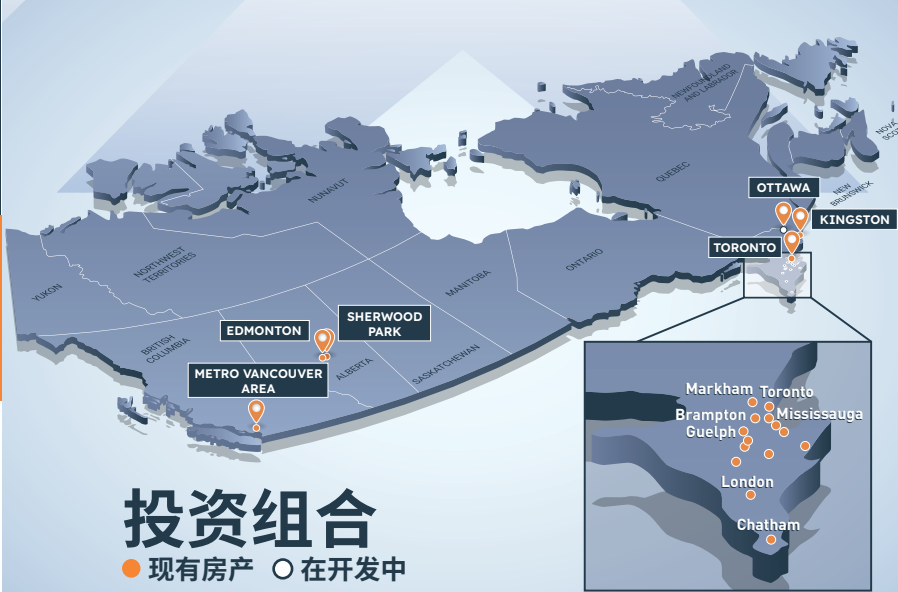 NEWFOUNDLAND
AND LABRADOR
NOVA
QUEBEC
NEW
BRUNSWICK
NUNAVUT
OTTAWA
KINGSTON
TORONTO
NORTHWEST
TERRITORIES
YUKON
MANITOBA
ONTARIO
BRITISH
COLUMBIA
EDMONTON
SHERWOOD
PARK
ALBERTA
SASKATCHEWAN
METRO VANCOUVER
AREA
Markham
Toronto
Brampton
Mississauga
Guelph
London
Chatham
投资组合
现有房产
在开发中